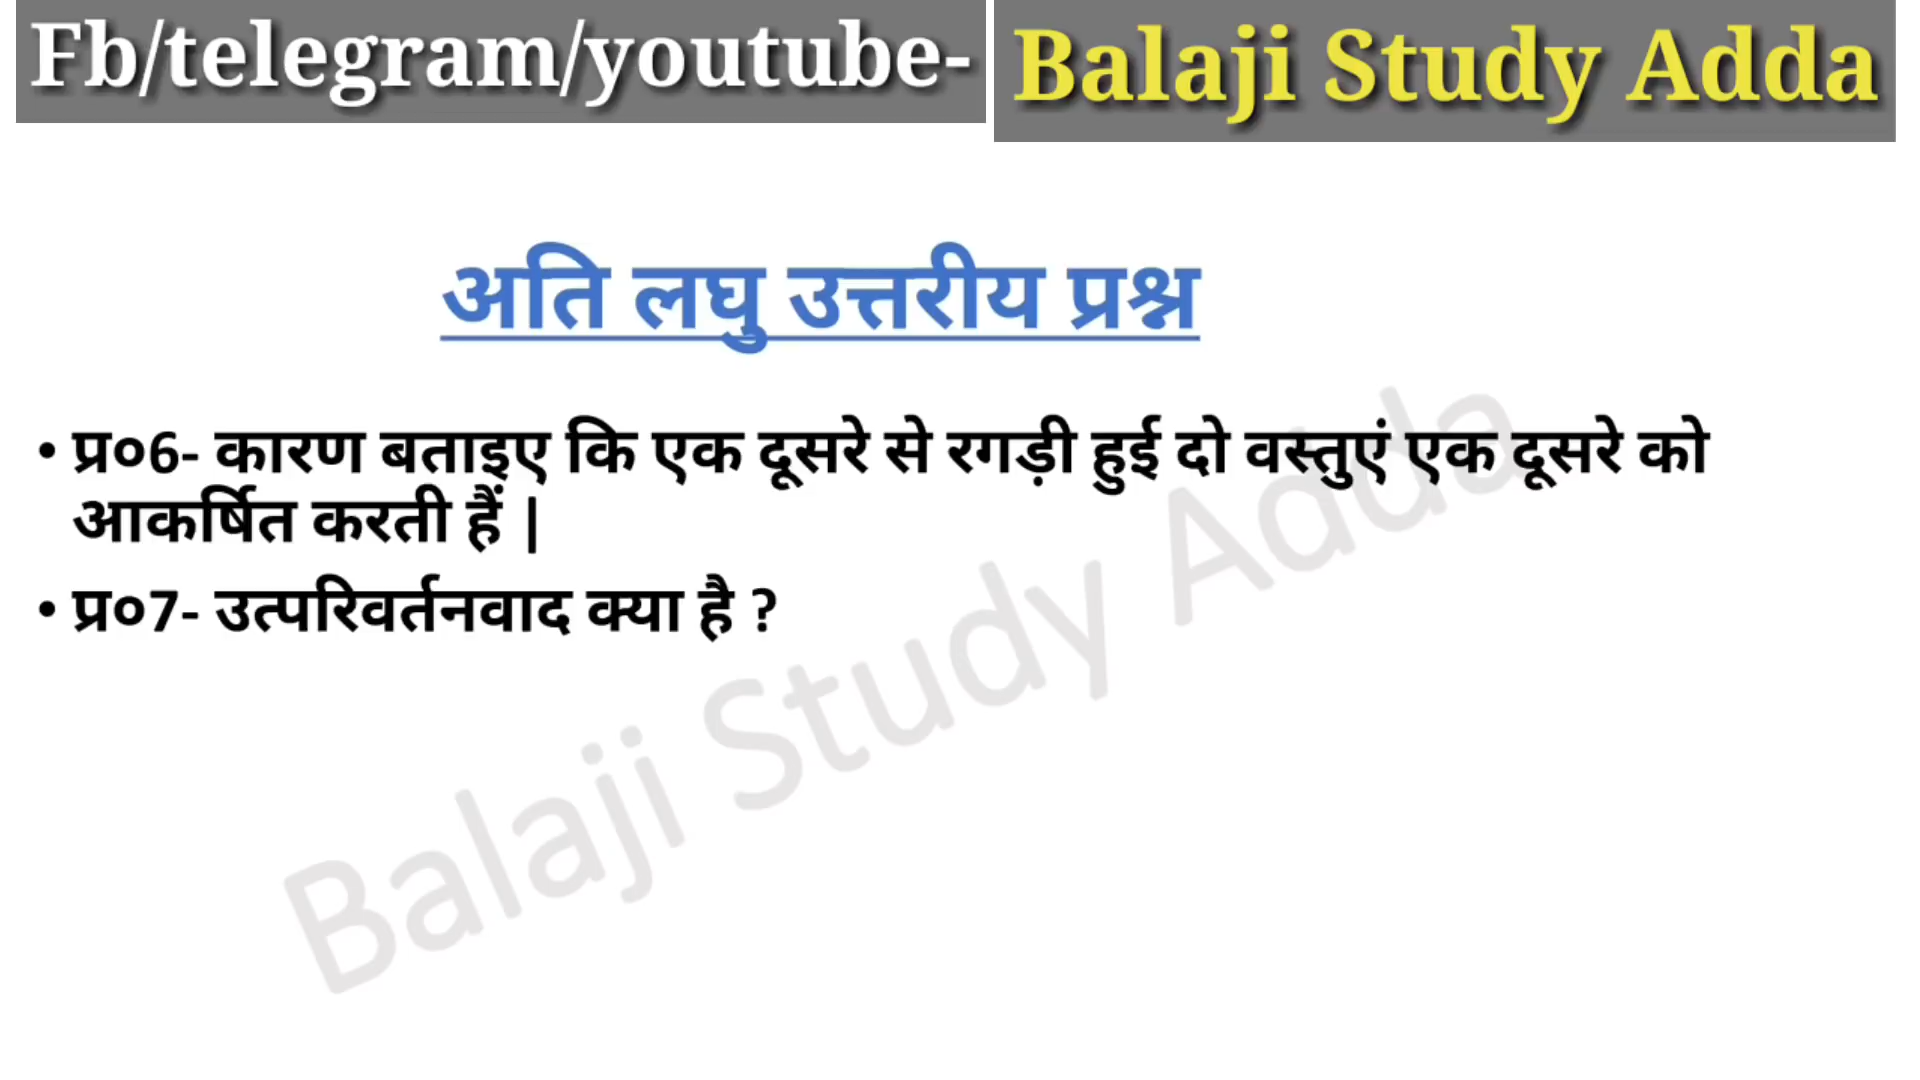 Fb/telegram/youtube- Balaji Study Adda
अति लघु उत्तरीय प्रश्न
• प्र०6- कारण बताइए कि एक दूसरे से रगड़ी हुई दो वस्तुएं एक दूसरे को
आकर्षित करती हैं |
• प्र०7- उत्परिवर्तनवाद क्या है ?
Balaji Study Adda